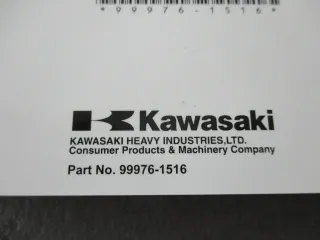 *99976-1516*
Kawasaki
KAWASAKI HEAVY INDUSTRIES,LTD.
Consumer Products & Machinery Company
Part No. 99976-1516